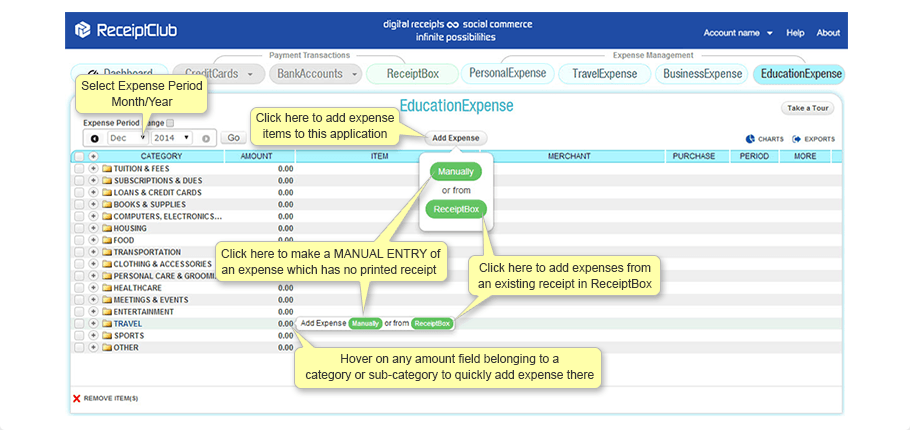 ReceiptClub
digital receipts ∞ social commerce
infinite possibilities
Account name Help About
Payment Transactions
Expense Management
Dashboard CreditCards BankAccounts ReceiptBox PersonalExpense TravelExpense BusinessExpense EducationExpense
Select Expense Period
Month/Year
EducationExpense
Take a Tour
Click here to add expense
items to this application
Expense Period
Dec 2014 Go
Add Expense
CHARTS EXPORTS
CATEGORY AMOUNT ITEM MERCHANT PURCHASE PERIOD MORE
TUITION & FEES 0.00
SUBSCRIPTIONS & DUES 0.00
LOANS & CREDIT CARDS 0.00
BOOKS & SUPPLIES 0.00
COMPUTERS, ELECTRONICS... 0.00
HOUSING 0.00
FOOD 0.00
TRANSPORTATION
CLOTHING & ACCESSORIES
PERSONAL CARE & GROOMI
HEALTHCARE 0.00
MEETINGS & EVENTS 0.00
ENTERTAINMENT 0.00
TRAVEL 0.00
SPORTS 0.00
OTHER 0.00
Manually
or from
ReceiptBox
Click here to make a MANUAL ENTRY of
an expense which has no printed receipt
Click here to add expenses from
an existing receipt in ReceiptBox
Add Expense Manually or from ReceiptBox
Hover on any amount field belonging to a
category or sub-category to quickly add expense there
REMOVE ITEM(S)